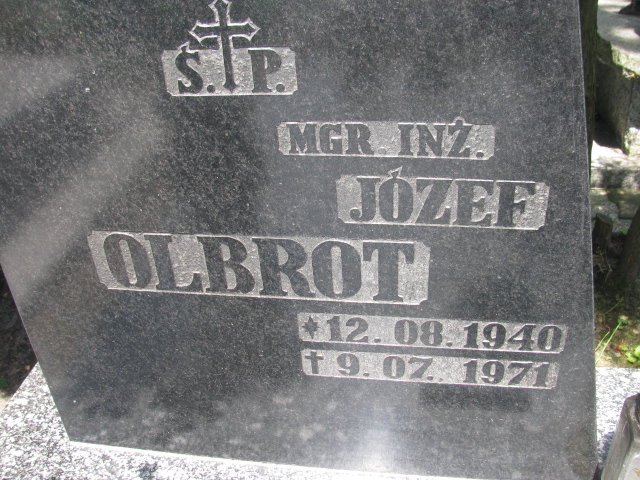 Ś. P.
MGR. INŻ.
JÓZEF
OLBROT
* 12. 08. 1940
† 9. 07. 1971